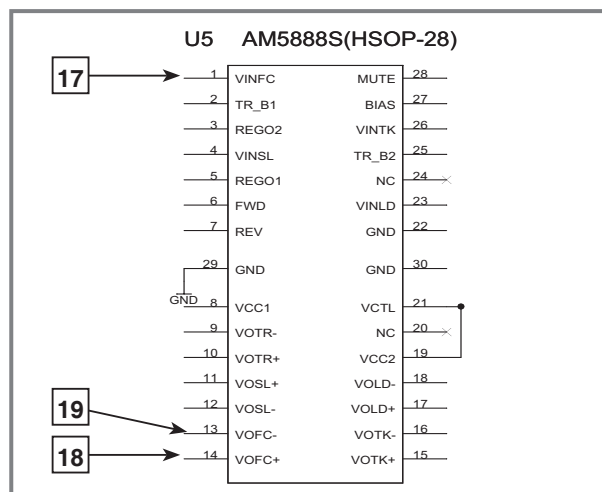 U5 AM5888S(HSOP-28)
17
1 VINFC MUTE 28
2 TR_B1 BIAS 27
3 REGO2 VINTK 26
4 VINSL TR_B2 25
5 REGO1 NC 24
6 FWD VINLD 23
7 REV GND 22
29 GND GND 30
GND
8 VCC1 VCTL 21
9 VOTR- NC 20
10 VOTR+ VCC2 19
11 VOSL+ VOLD- 18
12 VOSL- VOLD+ 17
19
13 VOFC- VOTK- 16
18
14 VOFC+ VOTK+ 15